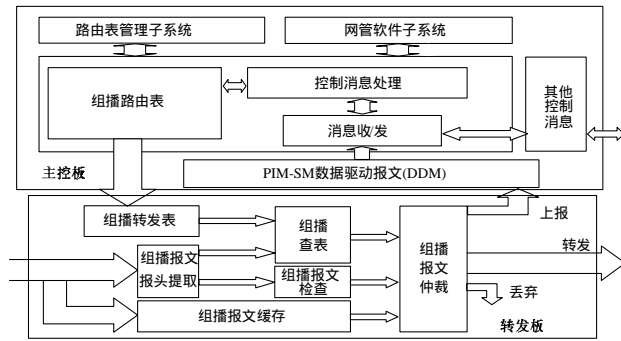 路由表管理子系统
网管软件子系统
组播路由表
控制消息处理
消息收/发
其他
控制
消息
主控板
PIM-SM数据驱动报文(DDM)
组播转发表
组播
查表
组播报文
报头提取
组播报文
检查
组播报文缓存
组播
报文
仲裁
上报
转发
丢弃
转发板